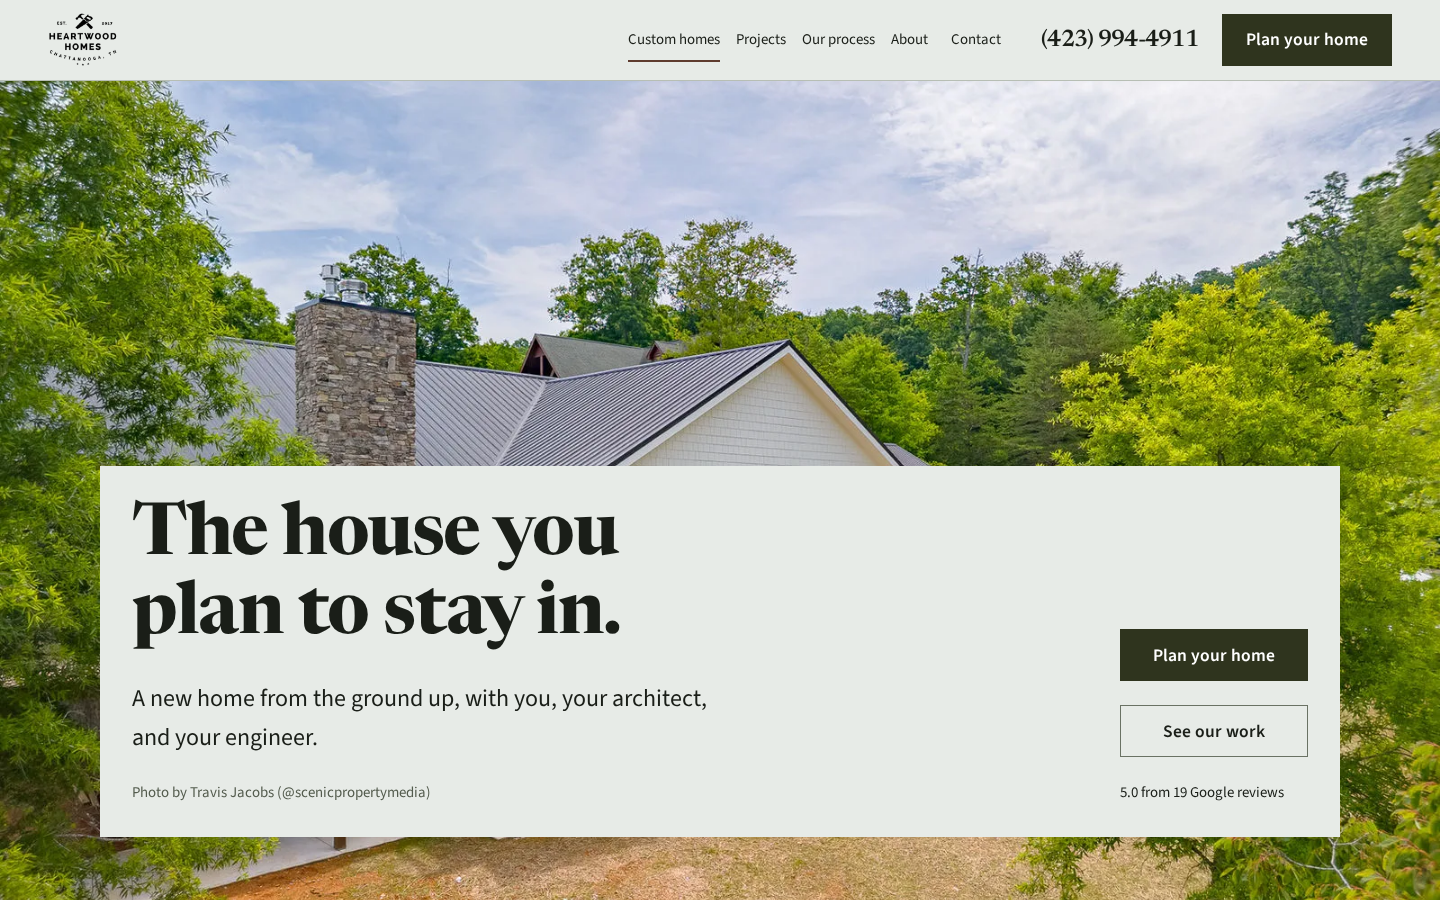 EST. 2017
HEARTWOOD
HOMES
CHATTANOOGA, TN
Custom homes Projects Our process About Contact (423) 994-4911 Plan your home
The house you
plan to stay in.
A new home from the ground up, with you, your architect,
and your engineer.
Photo by Travis Jacobs (@scenicpropertymedia)
Plan your home
See our work
5.0 from 19 Google reviews